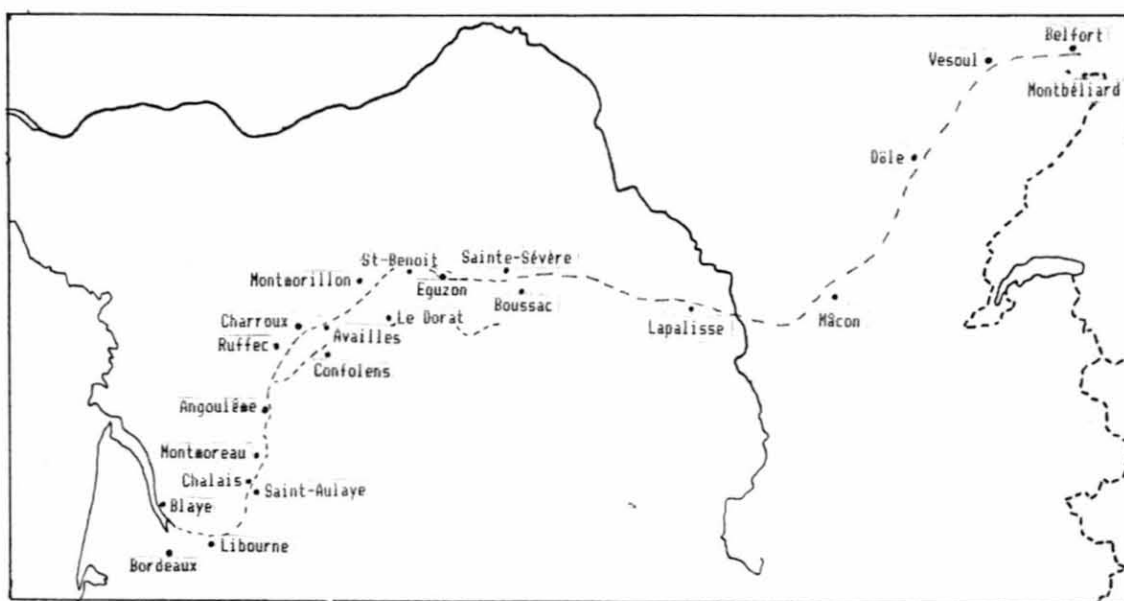 Belfort
Vesoul
Montbéliard
Dôle
St-Benoit
Sainte-Sévère
Montmorillon
Eguzon
Boussac
Mâcon
Lapalisse
Charroux
Le Dorat
Availles
Ruffec
Confolens
Angoulême
Montmoreau
Chalais
Saint-Aulaye
Blaye
Libourne
Bordeaux